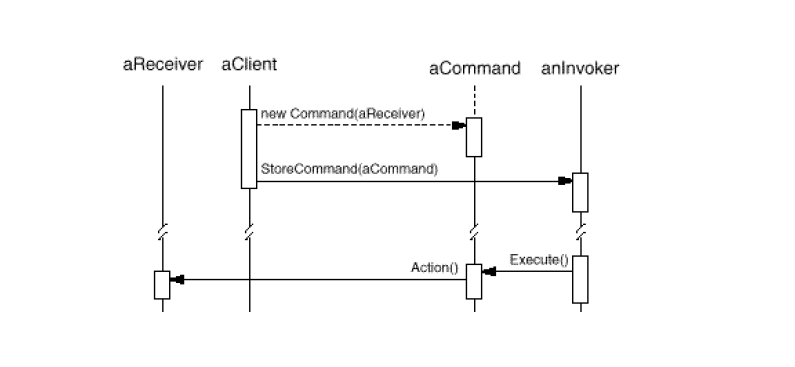 aReceiver aClient aCommand anInvoker
new Command(aReceiver)
StoreCommand(aCommand)
Action() Execute()